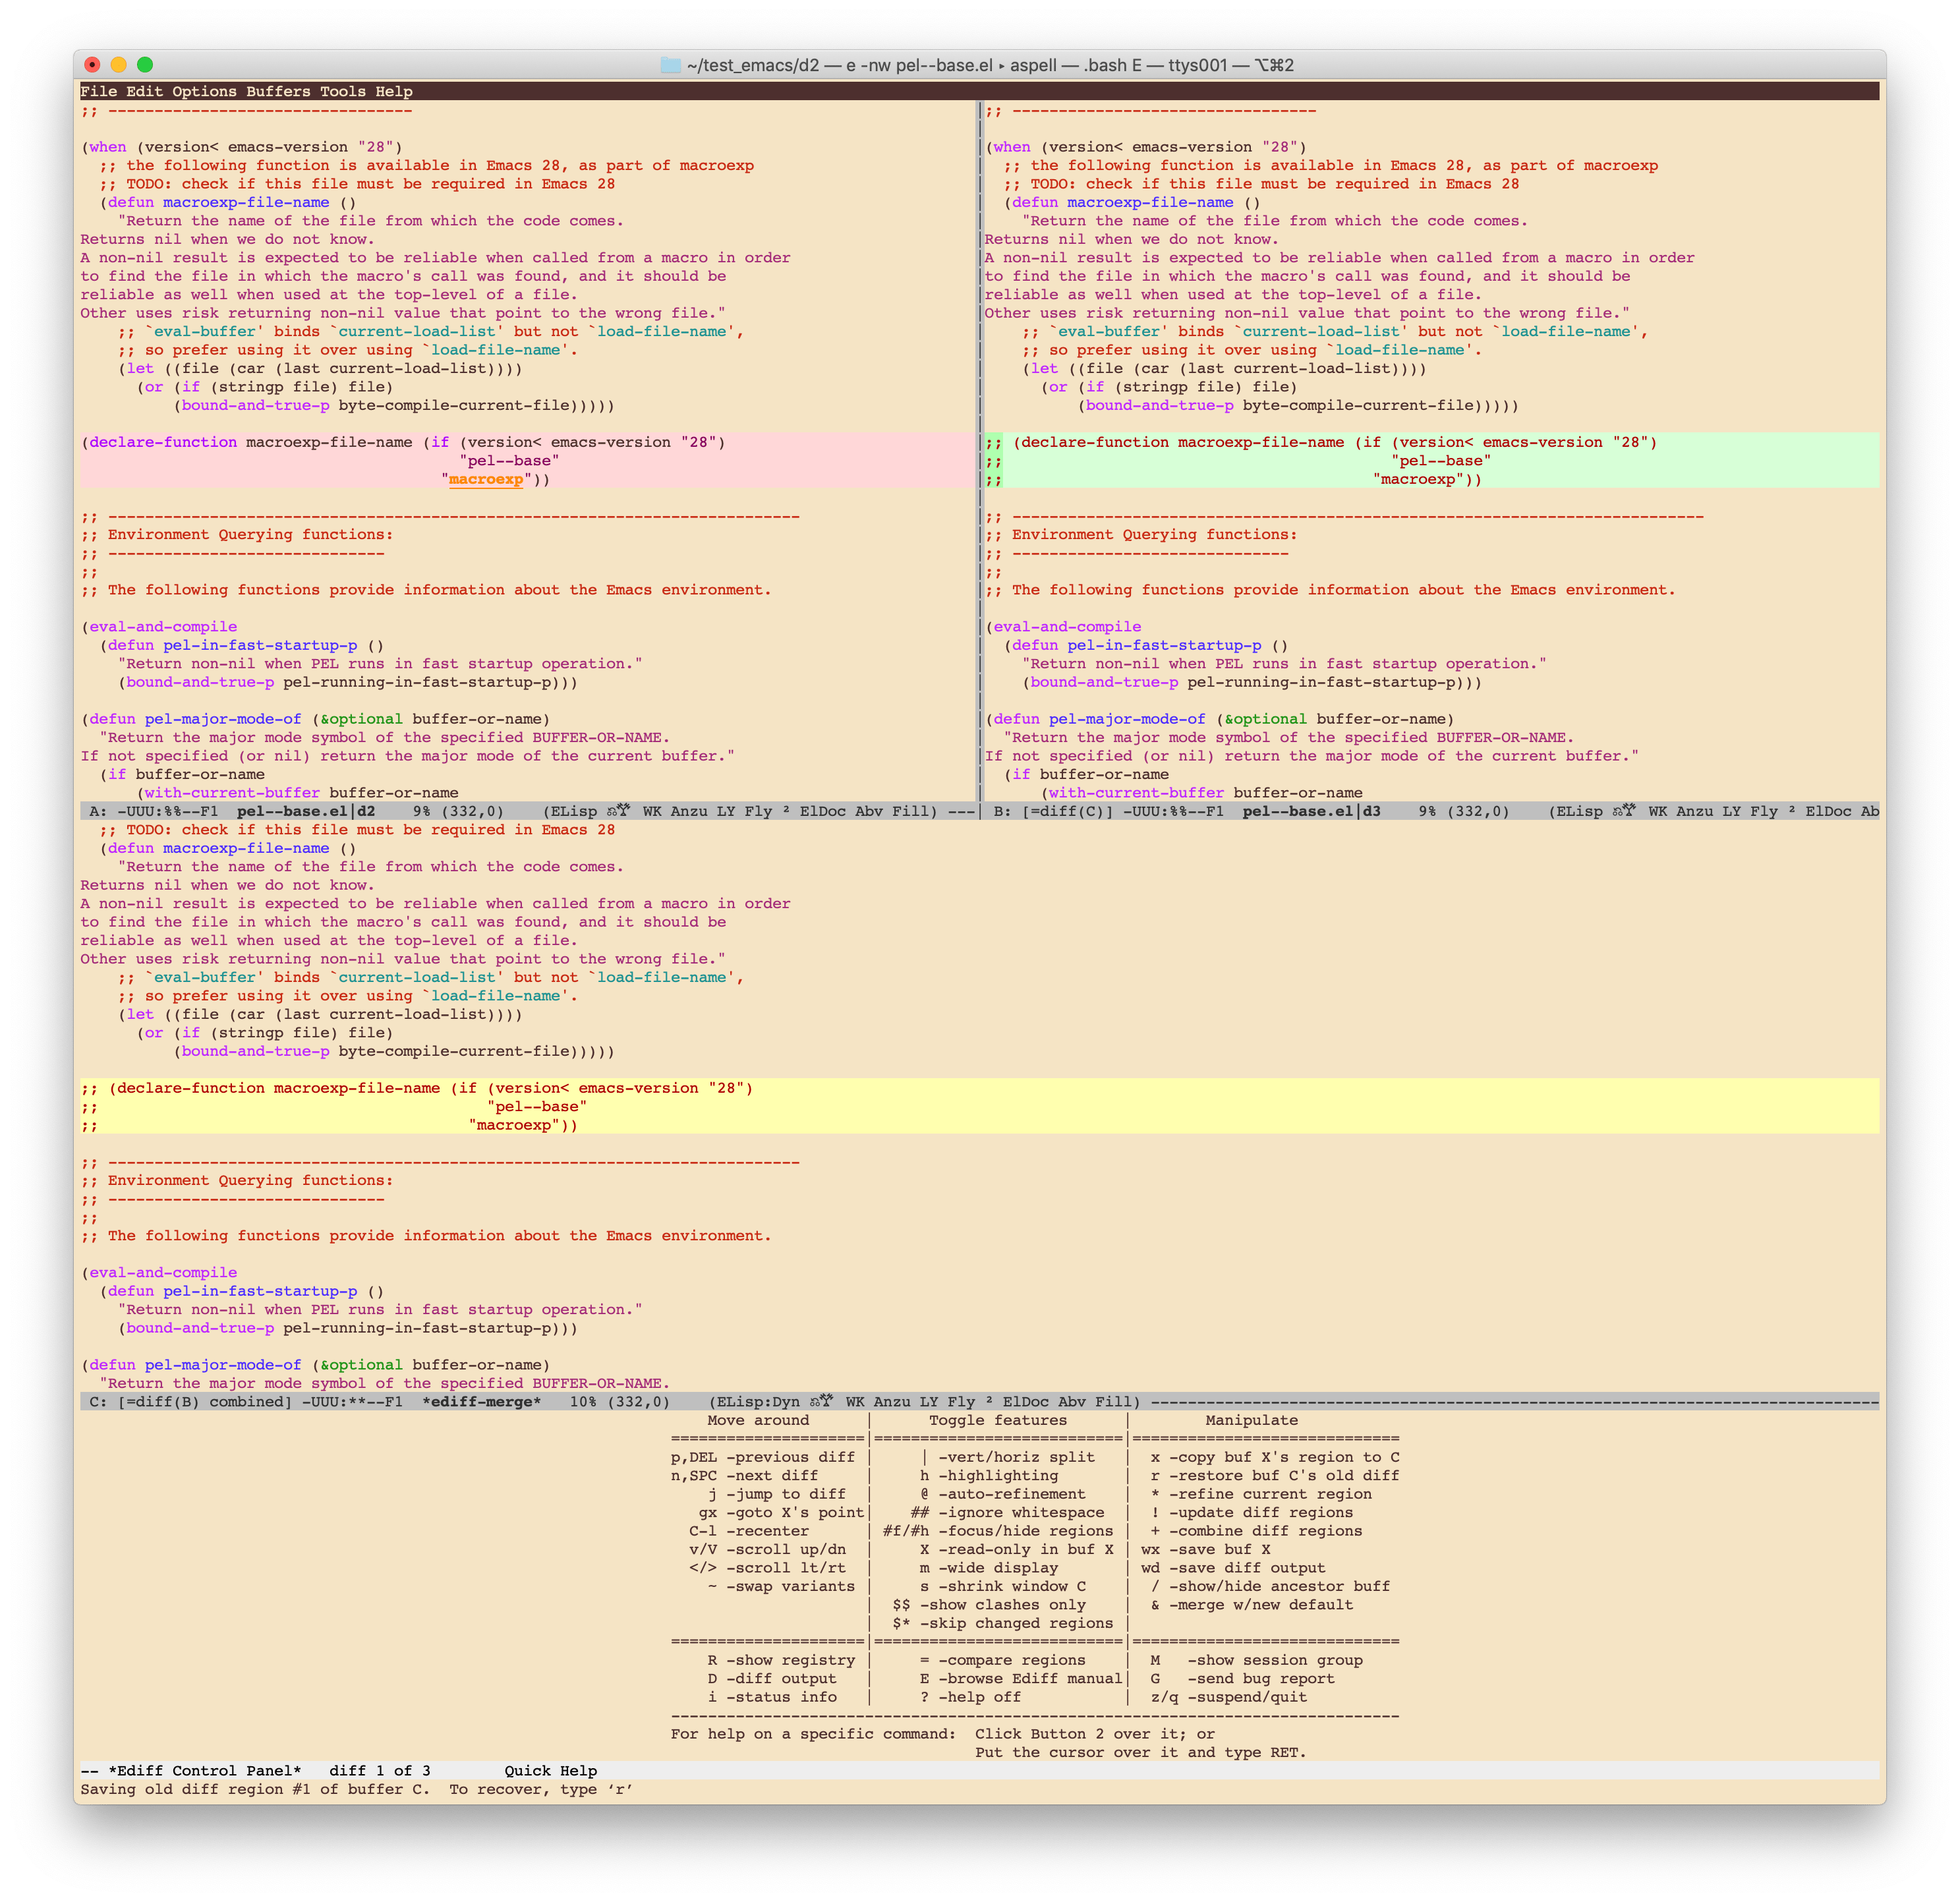 ~/test_emacs/d2 — e -nw pel--base.el ▸ aspell — .bash E — ttys001 — ⌥⌘2
File Edit Options Buffers Tools Help
;; ---------------------------------
(when (version< emacs-version "28")
  ;; the following function is available in Emacs 28, as part of macroexp
  ;; TODO: check if this file must be required in Emacs 28
  (defun macroexp-file-name ()
    "Return the name of the file from which the code comes.
Returns nil when we do not know.
A non-nil result is expected to be reliable when called from a macro in order
to find the file in which the macro's call was found, and it should be
reliable as well when used at the top-level of a file.
Other uses risk returning non-nil value that point to the wrong file."
    ;; `eval-buffer' binds `current-load-list' but not `load-file-name',
    ;; so prefer using it over using `load-file-name'.
    (let ((file (car (last current-load-list))))
      (or (if (stringp file) file)
          (bound-and-true-p byte-compile-current-file)))))
(declare-function macroexp-file-name (if (version< emacs-version "28")
                                         "pel--base"
                                       "macroexp"))
;; ---------------------------------------------------------------------------
;; Environment Querying functions:
;; ------------------------------
;;
;; The following functions provide information about the Emacs environment.
(eval-and-compile
  (defun pel-in-fast-startup-p ()
    "Return non-nil when PEL runs in fast startup operation."
    (bound-and-true-p pel-running-in-fast-startup-p)))
(defun pel-major-mode-of (&optional buffer-or-name)
  "Return the major mode symbol of the specified BUFFER-OR-NAME.
If not specified (or nil) return the major mode of the current buffer."
  (if buffer-or-name
      (with-current-buffer buffer-or-name
 A: -UUU:%%--F1  pel--base.el|d2    9% (332,0)    (ELisp WK Anzu LY Fly ² ElDoc Abv Fill) ---
;; ---------------------------------
(when (version< emacs-version "28")
  ;; the following function is available in Emacs 28, as part of macroexp
  ;; TODO: check if this file must be required in Emacs 28
  (defun macroexp-file-name ()
    "Return the name of the file from which the code comes.
Returns nil when we do not know.
A non-nil result is expected to be reliable when called from a macro in order
to find the file in which the macro's call was found, and it should be
reliable as well when used at the top-level of a file.
Other uses risk returning non-nil value that point to the wrong file."
    ;; `eval-buffer' binds `current-load-list' but not `load-file-name',
    ;; so prefer using it over using `load-file-name'.
    (let ((file (car (last current-load-list))))
      (or (if (stringp file) file)
          (bound-and-true-p byte-compile-current-file)))))
;; (declare-function macroexp-file-name (if (version< emacs-version "28")
;;                                          "pel--base"
;;                                        "macroexp"))
;; ---------------------------------------------------------------------------
;; Environment Querying functions:
;; ------------------------------
;;
;; The following functions provide information about the Emacs environment.
(eval-and-compile
  (defun pel-in-fast-startup-p ()
    "Return non-nil when PEL runs in fast startup operation."
    (bound-and-true-p pel-running-in-fast-startup-p)))
(defun pel-major-mode-of (&optional buffer-or-name)
  "Return the major mode symbol of the specified BUFFER-OR-NAME.
If not specified (or nil) return the major mode of the current buffer."
  (if buffer-or-name
      (with-current-buffer buffer-or-name
 B: [=diff(C)] -UUU:%%--F1  pel--base.el|d3    9% (332,0)    (ELisp WK Anzu LY Fly ² ElDoc Ab
  ;; TODO: check if this file must be required in Emacs 28
  (defun macroexp-file-name ()
    "Return the name of the file from which the code comes.
Returns nil when we do not know.
A non-nil result is expected to be reliable when called from a macro in order
to find the file in which the macro's call was found, and it should be
reliable as well when used at the top-level of a file.
Other uses risk returning non-nil value that point to the wrong file."
    ;; `eval-buffer' binds `current-load-list' but not `load-file-name',
    ;; so prefer using it over using `load-file-name'.
    (let ((file (car (last current-load-list))))
      (or (if (stringp file) file)
          (bound-and-true-p byte-compile-current-file)))))
;; (declare-function macroexp-file-name (if (version< emacs-version "28")
;;                                          "pel--base"
;;                                        "macroexp"))
;; ---------------------------------------------------------------------------
;; Environment Querying functions:
;; ------------------------------
;;
;; The following functions provide information about the Emacs environment.
(eval-and-compile
  (defun pel-in-fast-startup-p ()
    "Return non-nil when PEL runs in fast startup operation."
    (bound-and-true-p pel-running-in-fast-startup-p)))
(defun pel-major-mode-of (&optional buffer-or-name)
  "Return the major mode symbol of the specified BUFFER-OR-NAME.
 C: [=diff(B) combined] -UUU:**--F1  *ediff-merge*   10% (332,0)    (ELisp:Dyn WK Anzu LY Fly ² ElDoc Abv Fill) -------------------------------------------------------------------------------
    Move around      |      Toggle features      |        Manipulate
=====================|===========================|=============================
p,DEL -previous diff |     | -vert/horiz split   |  x -copy buf X's region to C
n,SPC -next diff     |     h -highlighting       |  r -restore buf C's old diff
    j -jump to diff  |     @ -auto-refinement    |  * -refine current region
   gx -goto X's point|    ## -ignore whitespace  |  ! -update diff regions
  C-l -recenter      | #f/#h -focus/hide regions |  + -combine diff regions
  v/V -scroll up/dn  |     X -read-only in buf X | wx -save buf X
  </> -scroll lt/rt  |     m -wide display       | wd -save diff output
    ~ -swap variants |     s -shrink window C    |  / -show/hide ancestor buff
                     |  $$ -show clashes only    |  & -merge w/new default
                     |  $* -skip changed regions |
=====================|===========================|=============================
    R -show registry |     = -compare regions    |  M   -show session group
    D -diff output   |     E -browse Ediff manual|  G   -send bug report
    i -status info   |     ? -help off           |  z/q -suspend/quit
-------------------------------------------------------------------------------
For help on a specific command:  Click Button 2 over it; or
                                 Put the cursor over it and type RET.
-- *Ediff Control Panel*   diff 1 of 3        Quick Help
Saving old diff region #1 of buffer C.  To recover, type ‘r’